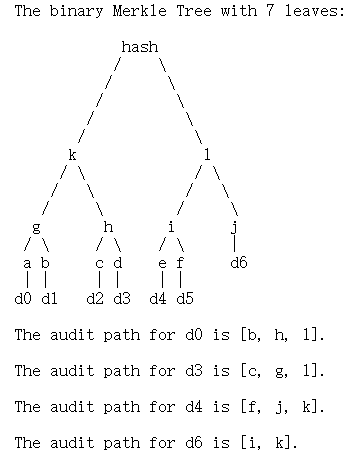 The binary Merkle Tree with 7 leaves:
hash
k l
g h i j
a b c d e f d6
d0 d1 d2 d3 d4 d5
The audit path for d0 is [b, h, l].
The audit path for d3 is [c, g, l].
The audit path for d4 is [f, j, k].
The audit path for d6 is [i, k].